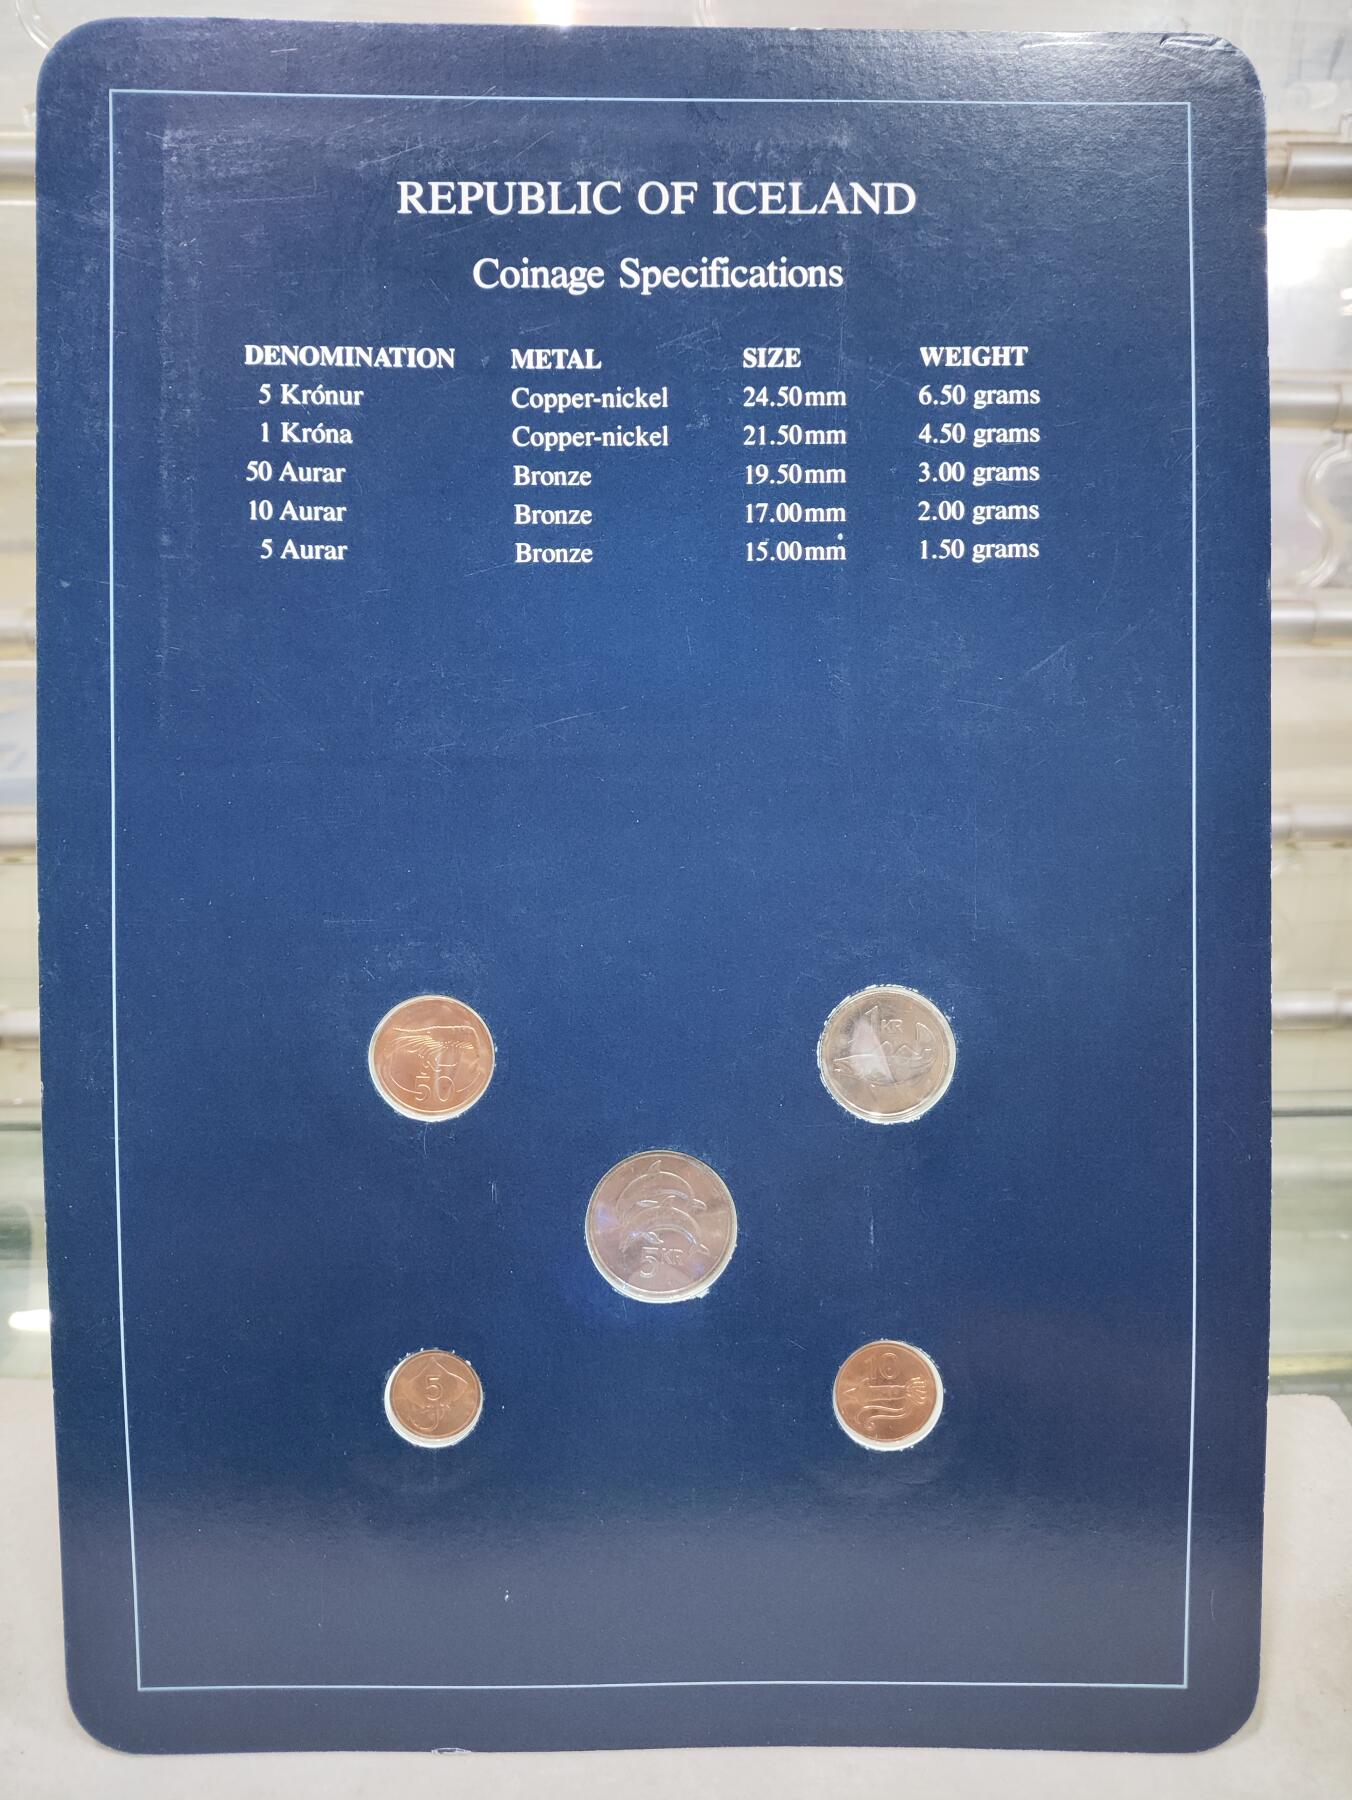 REPUBLIC OF ICELAND
Coinage Specifications
DENOMINATION METAL SIZE WEIGHT
5 Krónur Copper-nickel 24.50mm 6.50 grams
1 Króna Copper-nickel 21.50mm 4.50 grams
50 Aurar Bronze 19.50mm 3.00 grams
10 Aurar Bronze 17.00mm 2.00 grams
5 Aurar Bronze 15.00mm 1.50 grams
50
1 KR
5 KR
5
10